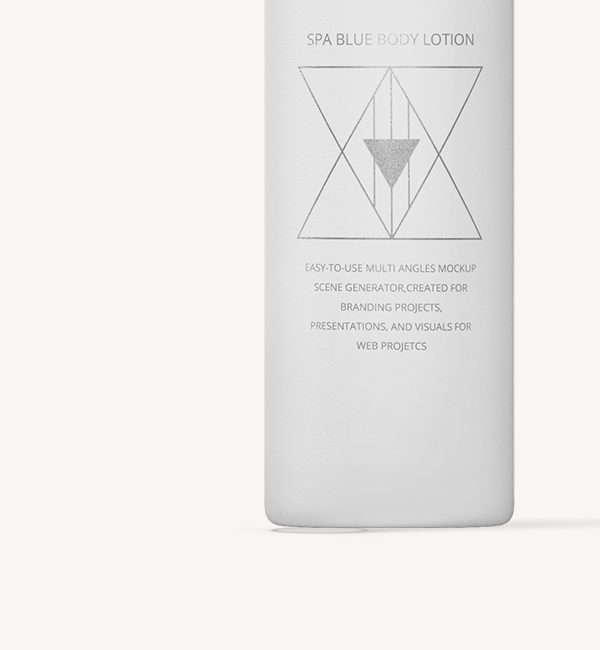 SPA BLUE BODY LOTION
EASY-TO-USE MULTI ANGLES MOCKUP
SCENE GENERATOR,CREATED FOR
BRANDING PROJECTS,
PRESENTATIONS, AND VISUALS FOR
WEB PROJETCS